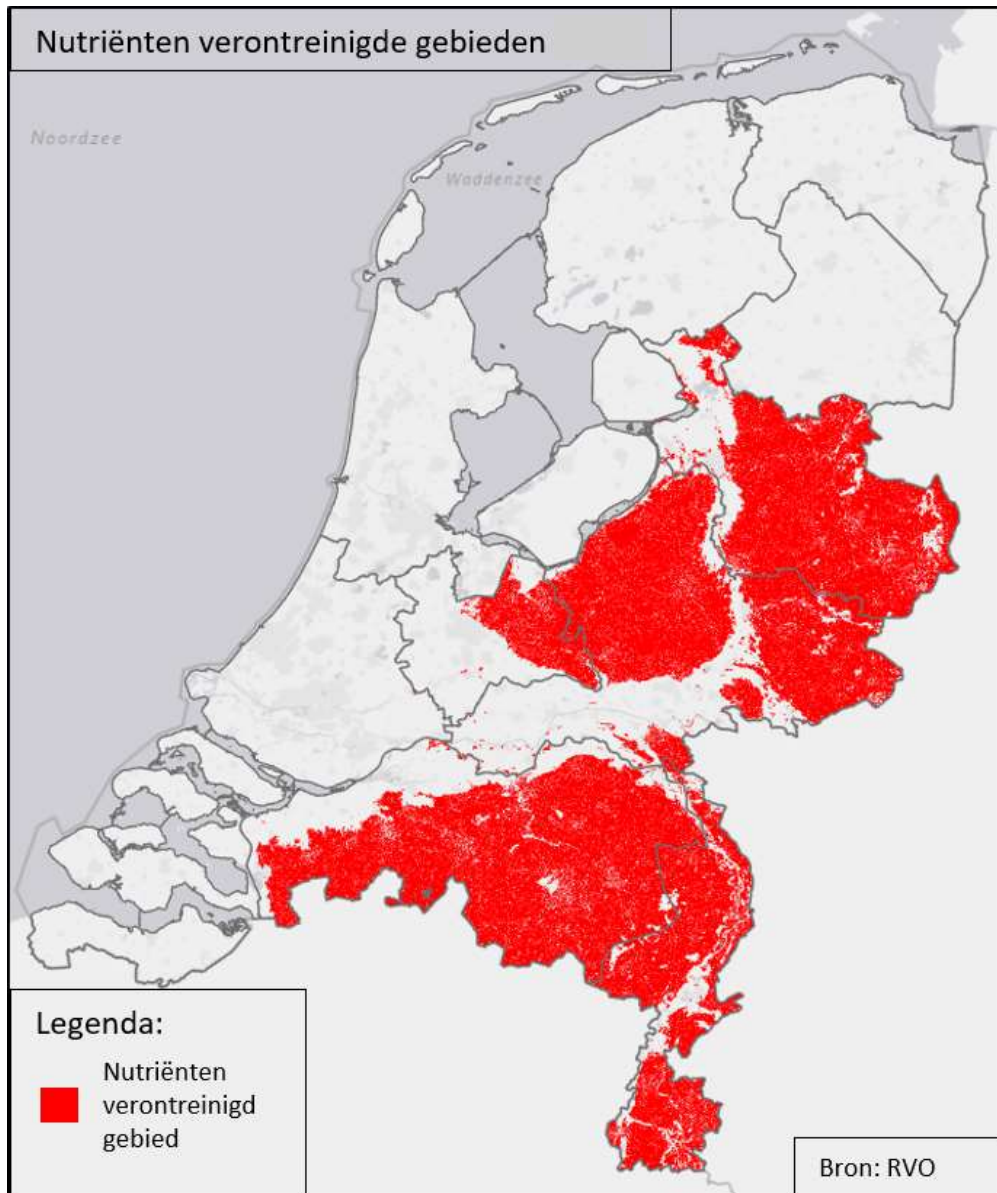 Nutriënten verontreinigde gebieden
Noordzee
Waddenzee
Legenda:
Nutriënten
verontreinigd
gebied
Bron: RVO